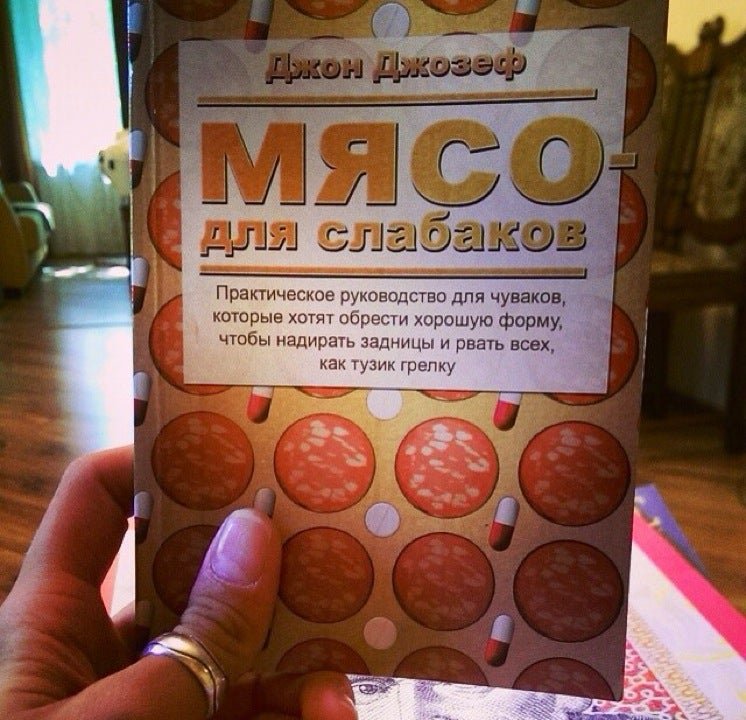 Джон Джозеф
МЯСО-
для слабаков
Практическое руководство для чуваков,
которые хотят обрести хорошую форму,
чтобы надирать задницы и рвать всех,
как тузик грелку